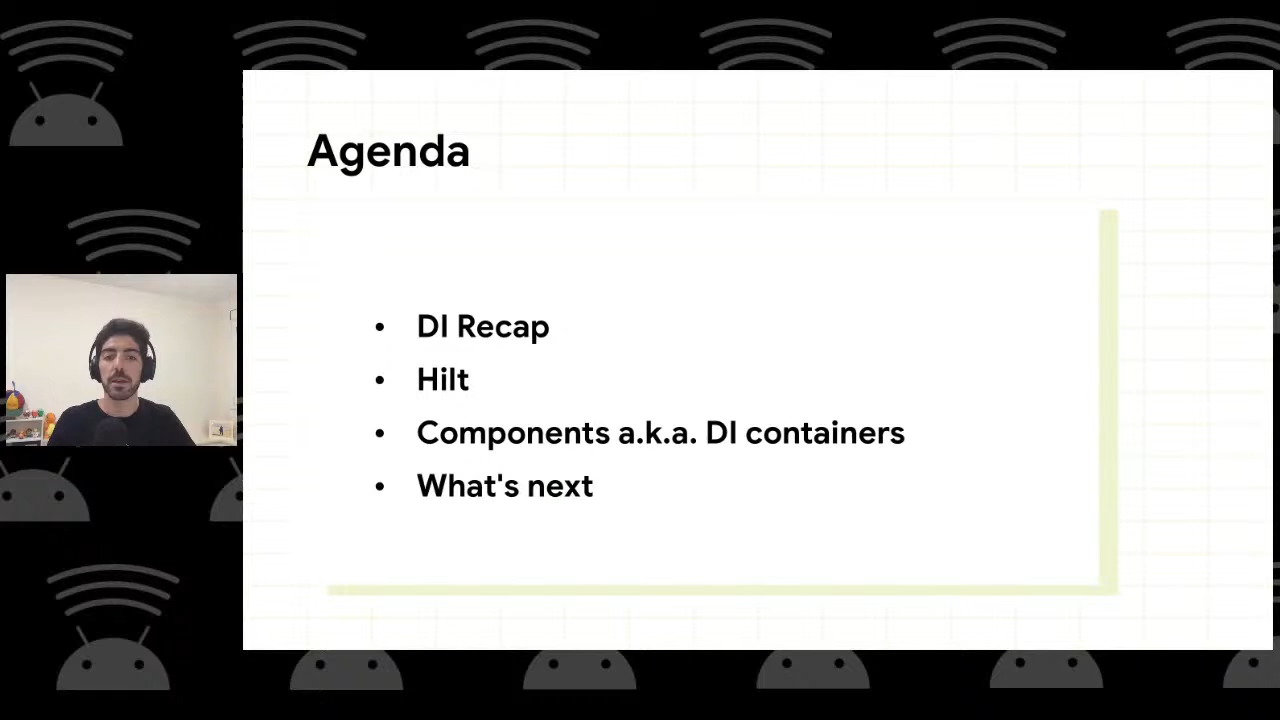 Agenda
• DI Recap
• Hilt
• Components a.k.a. DI containers
• What's next